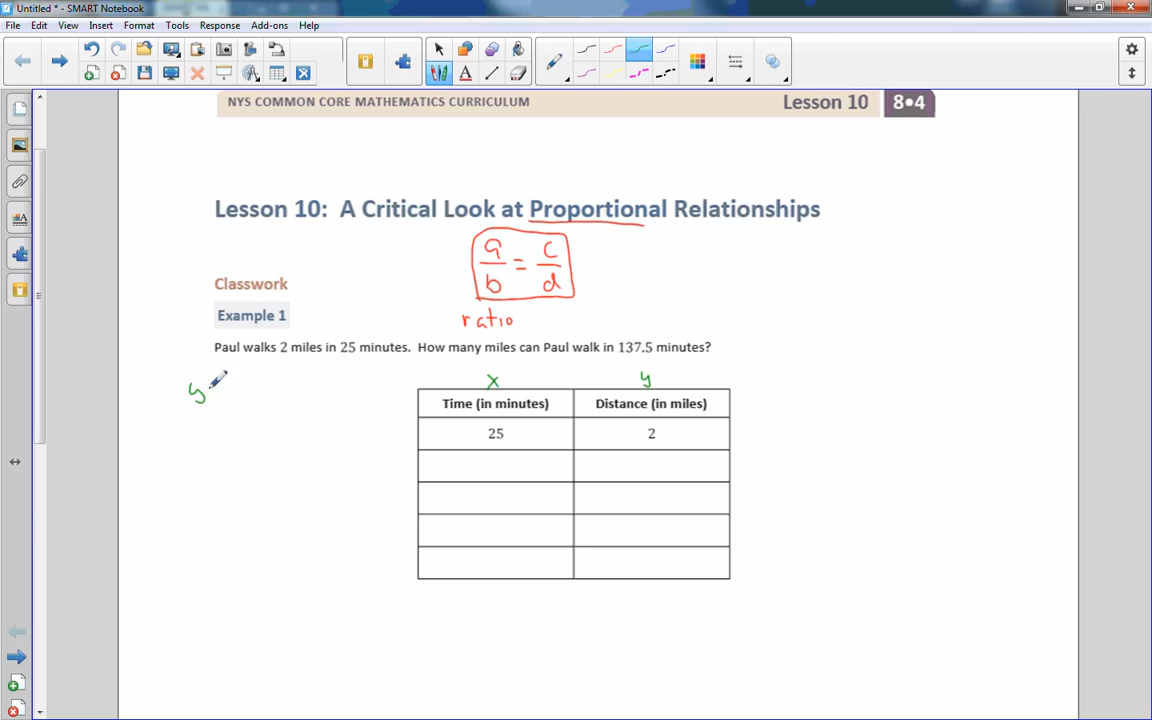 Untitled * - SMART Notebook
File Edit View Insert Format Tools Response Add-ons Help
NYS COMMON CORE MATHEMATICS CURRICULUM Lesson 10 8•4
Lesson 10: A Critical Look at Proportional Relationships
a/b = c/d
Classwork
ratio
Example 1
Paul walks 2 miles in 25 minutes. How many miles can Paul walk in 137.5 minutes?
y
x y
Time (in minutes) Distance (in miles)
25 2